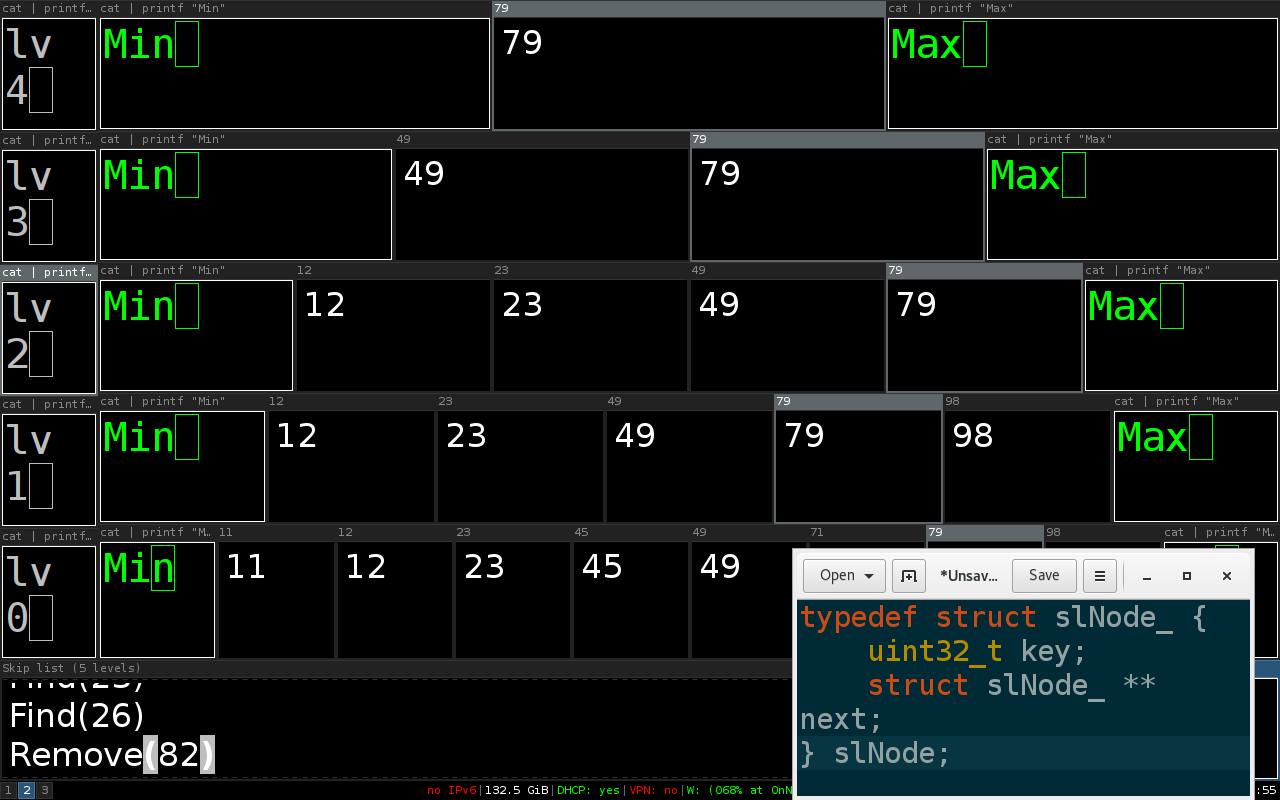 cat | printf… cat | printf "Min" 79 cat | printf "Max"
lv Min 79 Max
4
cat | printf… cat | printf "Min" 49 79 cat | printf "Max"
lv Min 49 79 Max
3
cat | printf… cat | printf "Min" 12 23 49 79 cat | printf "Max"
lv Min 12 23 49 79 Max
2
cat | printf… cat | printf "Min" 12 23 49 79 98 cat | printf "Max"
lv Min 12 23 49 79 98 Max
1
cat | printf… cat | printf "M… 11 12 23 45 49 71 79 98 cat | printf "M…
lv Min 11 12 23 45 49
0
Skip list (5 levels)
Find(26)
Remove(82)
Open *Unsav… Save
typedef struct slNode_ {
uint32_t key;
struct slNode_ **
next;
} slNode;
1 2 3 no IPv6|132.5 GiB|DHCP: yes|VPN: no|W: (068% at OnN :55